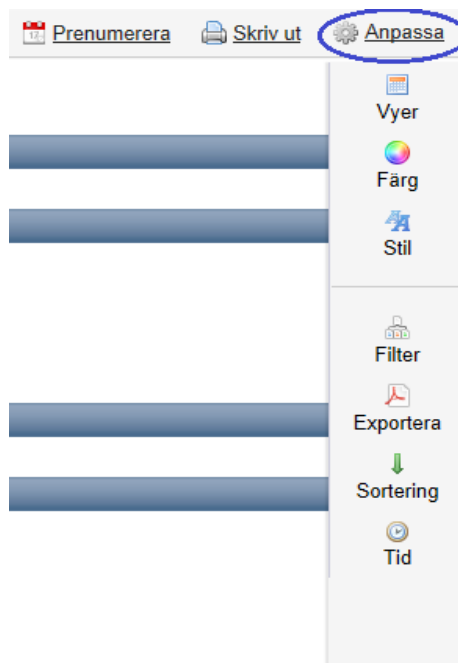 Prenumerera Skriv ut Anpassa
Vyer
Färg
Stil
Filter
Exportera
Sortering
Tid